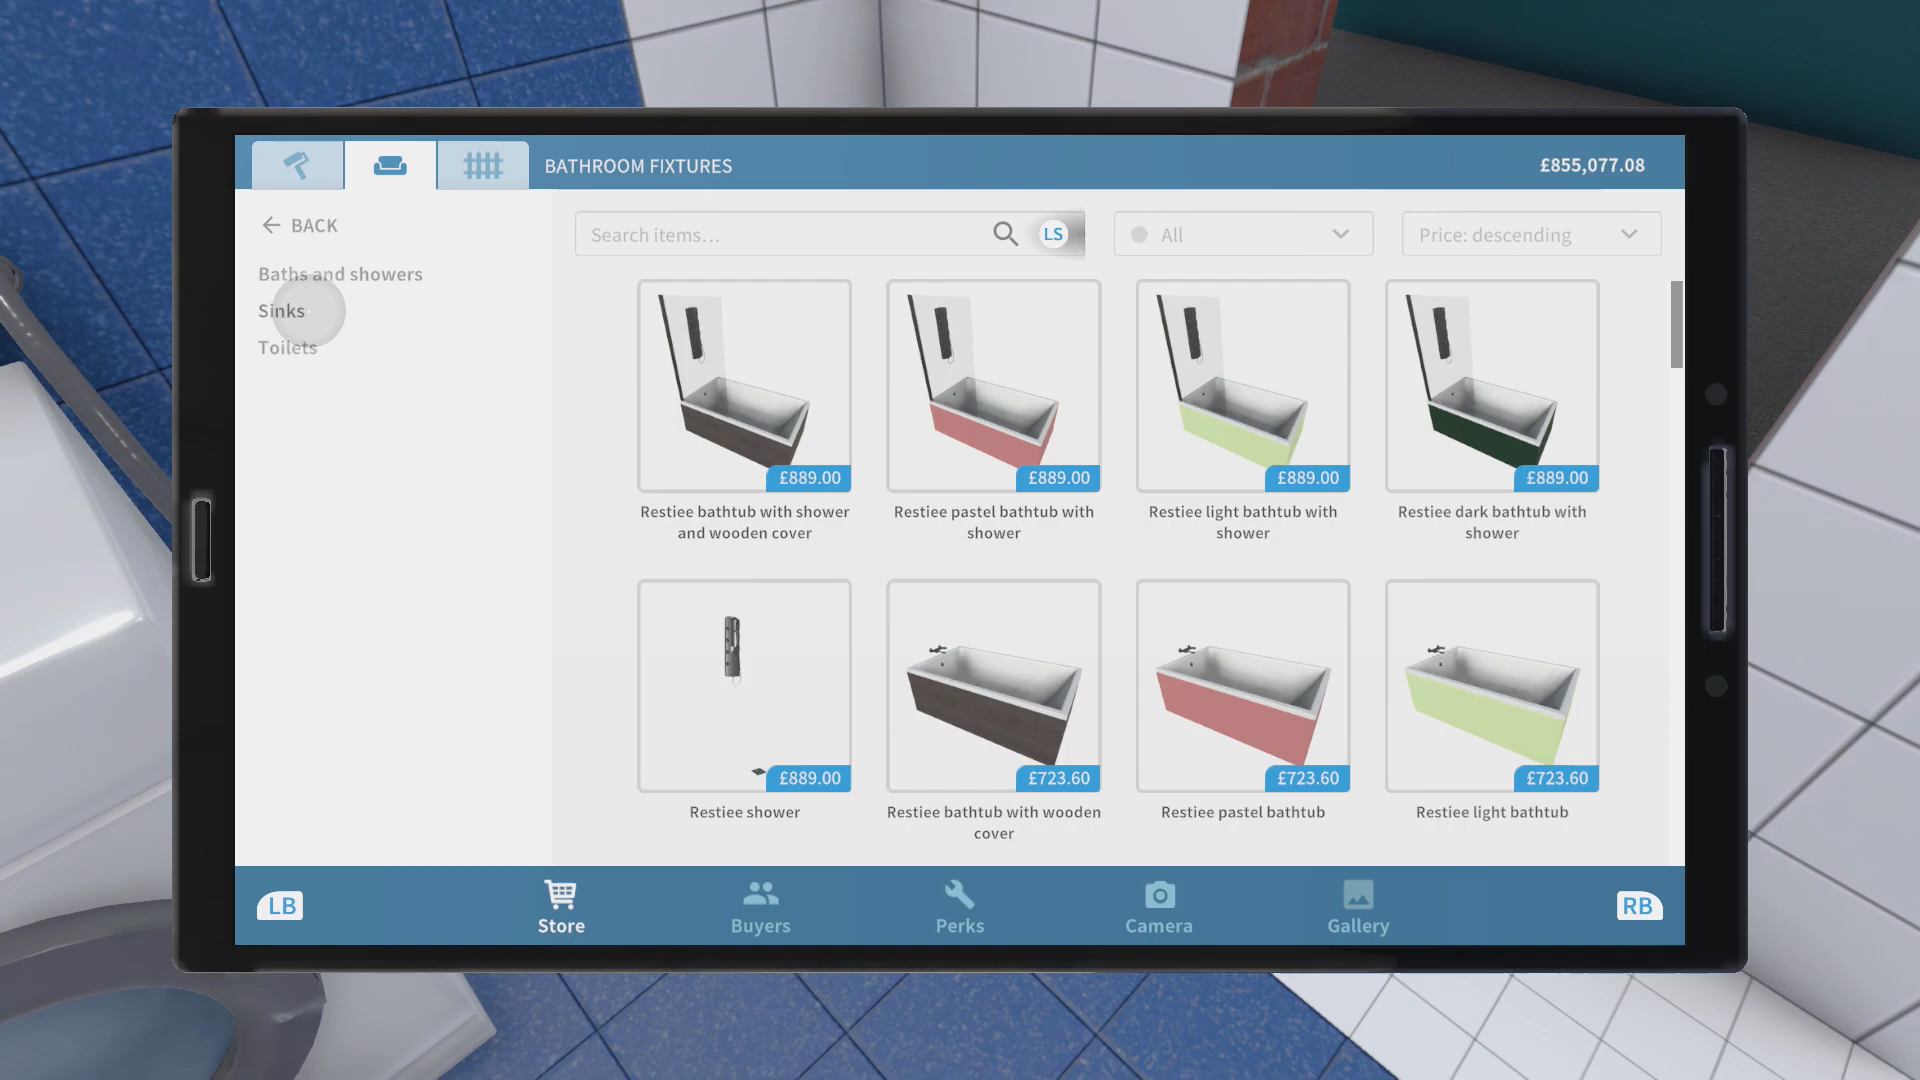 BATHROOM FIXTURES
£855,077.08
BACK
Search items...
LS
All
Price: descending
Baths and showers
Sinks
Toilets
£889.00
£889.00
£889.00
£889.00
Restiee bathtub with shower
and wooden cover
Restiee pastel bathtub with
shower
Restiee light bathtub with
shower
Restiee dark bathtub with
shower
£889.00
£723.60
£723.60
£723.60
Restiee shower
Restiee bathtub with wooden
cover
Restiee pastel bathtub
Restiee light bathtub
LB
Store
Buyers
Perks
Camera
Gallery
RB